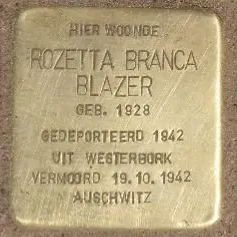 HIER WOONDE
ROZETTA BRANCA
BLAZER
GEB. 1928
GEDEPORTEERD 1942
UIT WESTERBORK
VERMOORD 19.10.1942
AUSCHWITZ